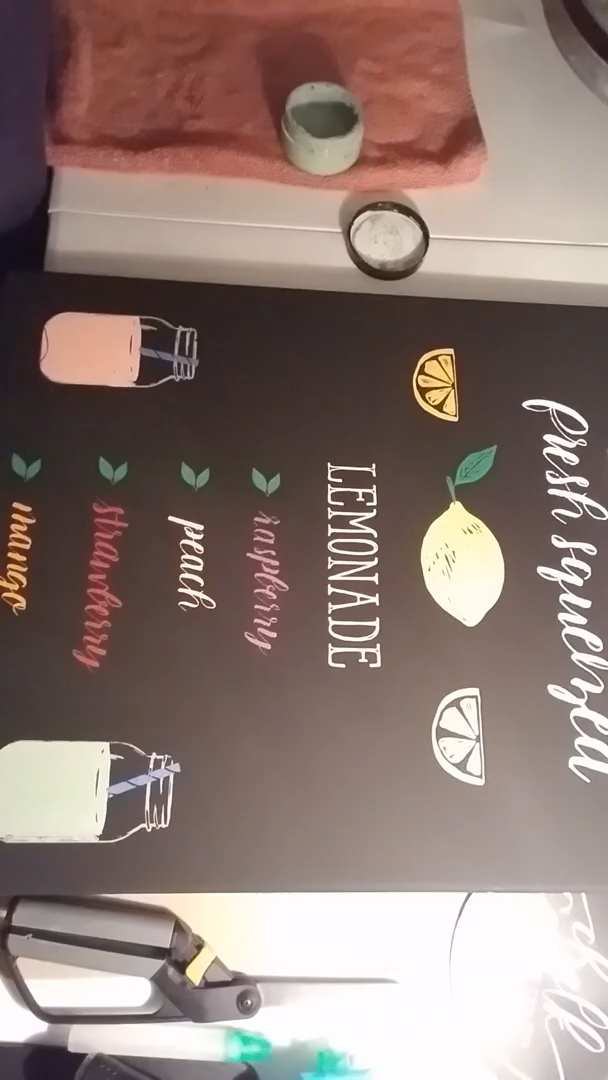 fresh squeezed
LEMONADE
raspberry
peach
strawberry
mango